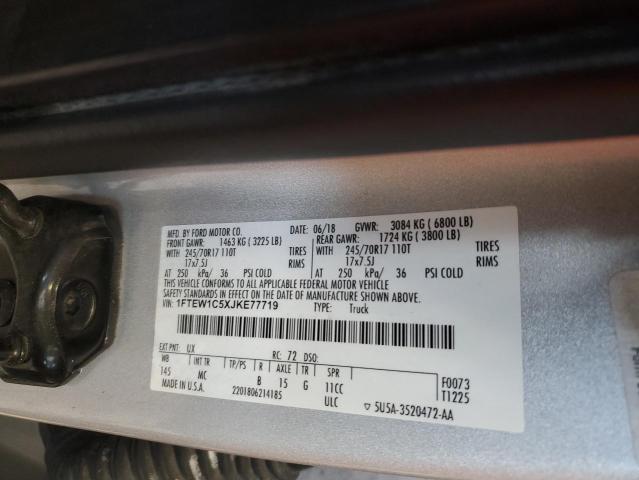 MFD. BY FORD MOTOR CO. 06/18 GVWR: 3084 KG (6800 LB)
FRONT GAWR: 1463 KG (3225 LB) REAR GAWR: 1724 KG (3800 LB)
WITH 245/70R17 110T TIRES WITH 245/70R17 110T TIRES
17x7.5J RIMS 17x7.5J RIMS
AT 250 kPa/ 36 PSI COLD AT 250 kPa/ 36 PSI COLD
THIS VEHICLE CONFORMS TO ALL APPLICABLE FEDERAL MOTOR VEHICLE
SAFETY STANDARDS IN EFFECT ON THE DATE OF MANUFACTURE SHOWN ABOVE.
VIN: 1FTEW1C5XJKE77719 TYPE: Truck
EXT PNT: UX RC: 72 DSO:
WB INT TR TP/PS R AXLE TR SPR
145 MC B 15 G 11CC F0073
MADE IN U.S.A. 2201806214185 ULC T1225
▽ 5U5A-3520472-AA